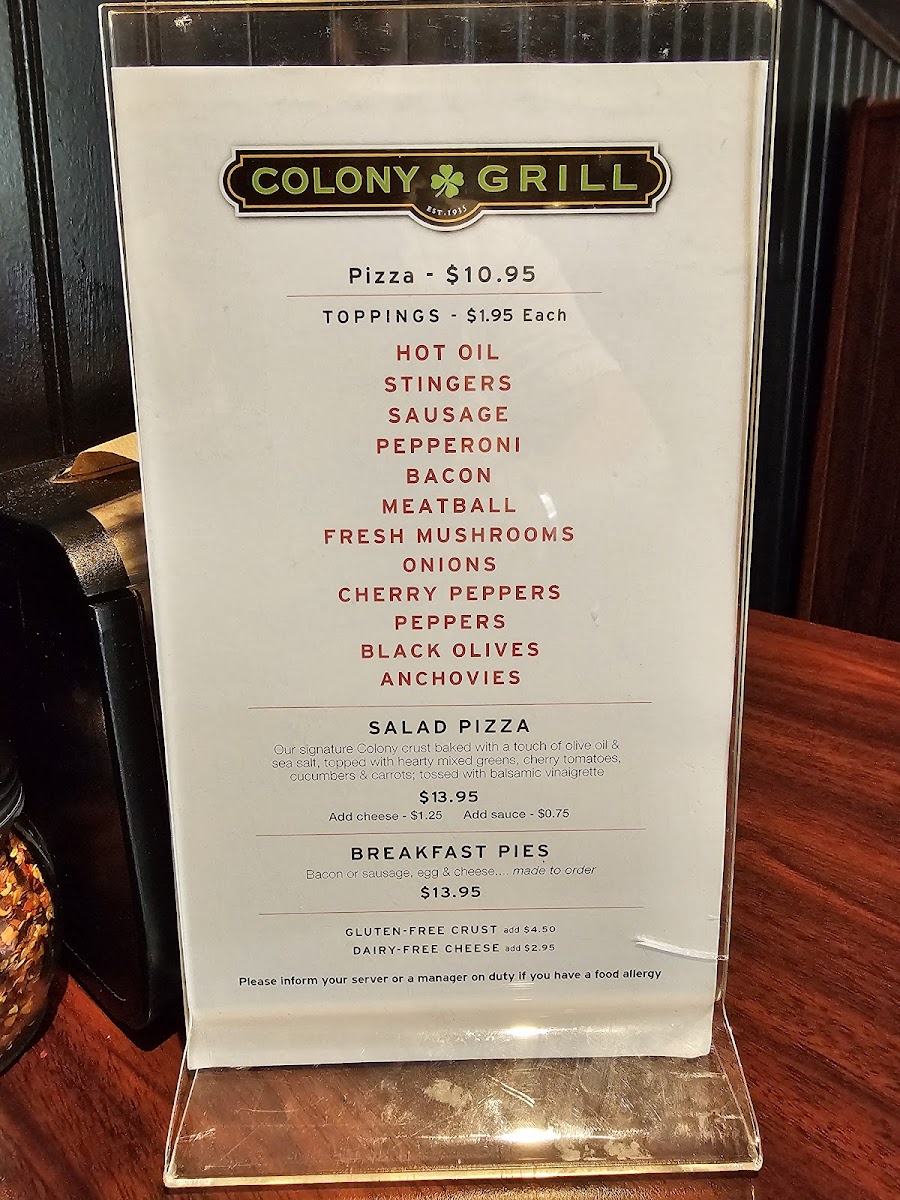 COLONY GRILL
EST. 1935
Pizza - $10.95
TOPPINGS - $1.95 Each
HOT OIL
STINGERS
SAUSAGE
PEPPERONI
BACON
MEATBALL
FRESH MUSHROOMS
ONIONS
CHERRY PEPPERS
PEPPERS
BLACK OLIVES
ANCHOVIES
SALAD PIZZA
Our signature Colony crust baked with a touch of olive oil &
sea salt, topped with hearty mixed greens, cherry tomatoes,
cucumbers & carrots; tossed with balsamic vinaigrette
$13.95
Add cheese - $1.25 Add sauce - $0.75
BREAKFAST PIES
Bacon or sausage, egg & cheese.... made to order
$13.95
GLUTEN-FREE CRUST add $4.50
DAIRY-FREE CHEESE add $2.95
Please inform your server or a manager on duty if you have a food allergy